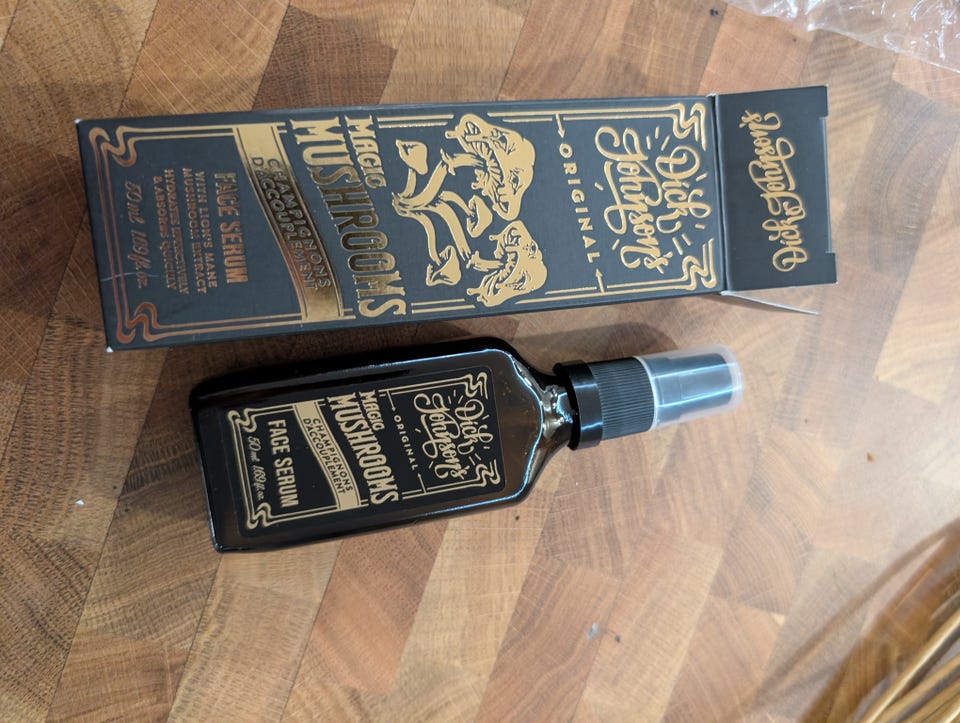 Dick
Johnson's
Dick
Johnson's
ORIGINAL
MAGIC
MUSHROOMS
CHAMPIGNONS
D'ACCOUPLEMENT
FACE SERUM
WITH LION'S MANE
MUSHROOM EXTRACT
HYDRATES INTENSIVELY
& ABSORBS QUICKLY
50 ml 1.69 fl. oz.
Dick
Johnson's
ORIGINAL
MAGIC
MUSHROOMS
CHAMPIGNONS
D'ACCOUPLEMENT
FACE SERUM
50 ml 1.69 fl. oz.